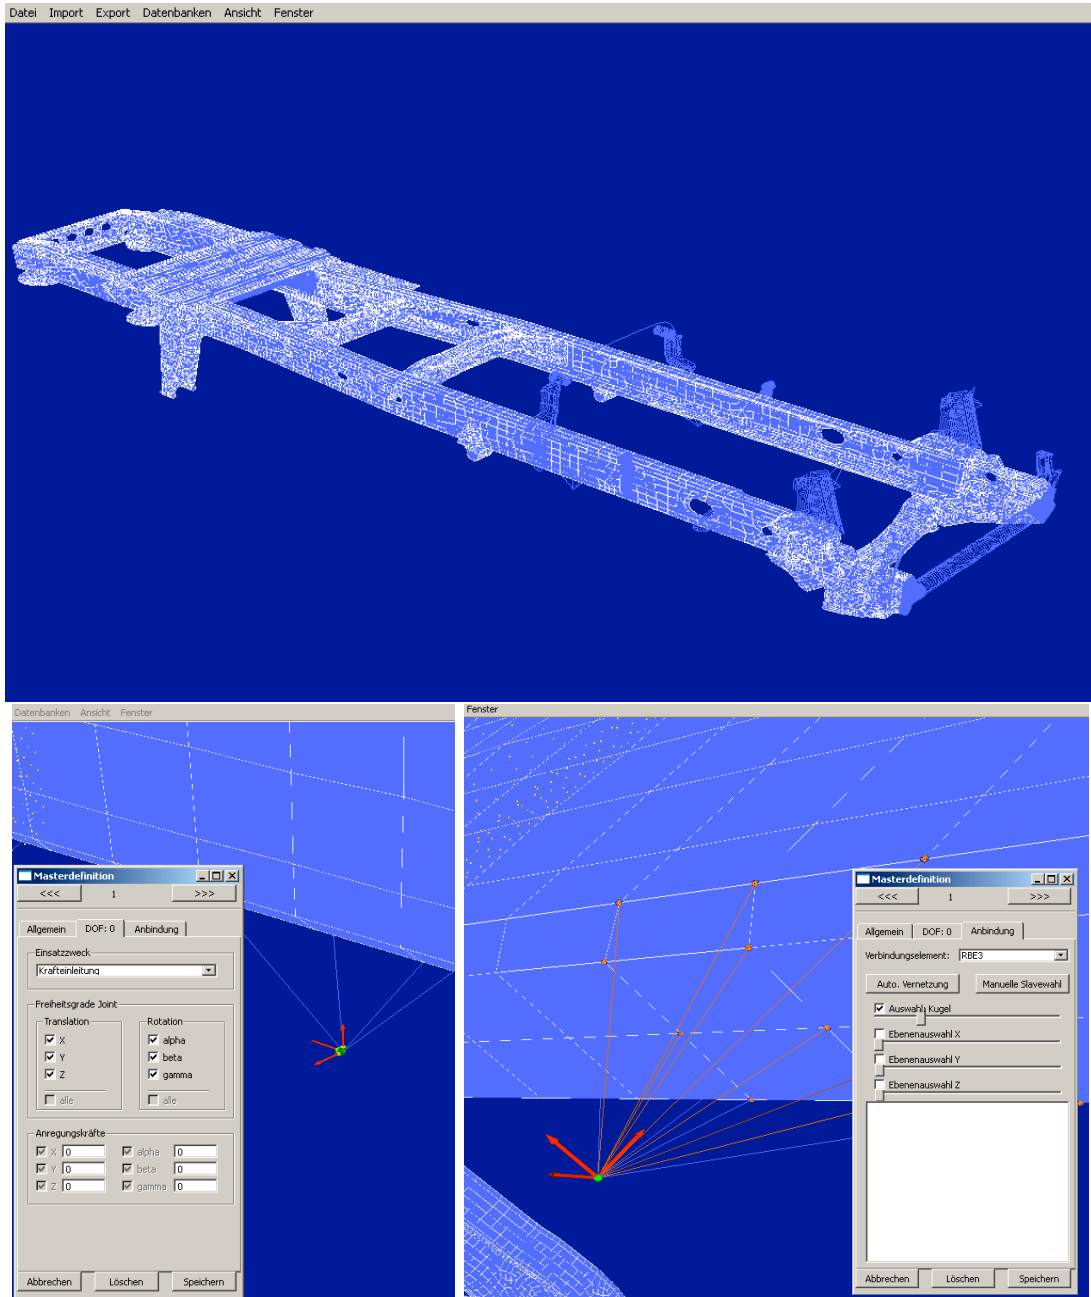 Datei Import Export Datenbanken Ansicht Fenster
Datenbanken Ansicht Fenster
Masterdefinition
<<< 1 >>>
Allgemein DOF: 0 Anbindung
Einsatzzweck
Krafteinleitung
Freiheitsgrade Joint
Translation Rotation
X alpha
Y beta
Z gamma
alle alle
Anregungskräfte
X 0 alpha 0
Y 0 beta 0
Z 0 gamma 0
Abbrechen Löschen Speichern
Fenster
Masterdefinition
<<< 1 >>>
Allgemein DOF: 0 Anbindung
Verbindungselement: RBE3
Auto. Vernetzung Manuelle Slavewahl
Auswahl: Kugel
Ebenenauswahl X
Ebenenauswahl Y
Ebenenauswahl Z
Abbrechen Löschen Speichern